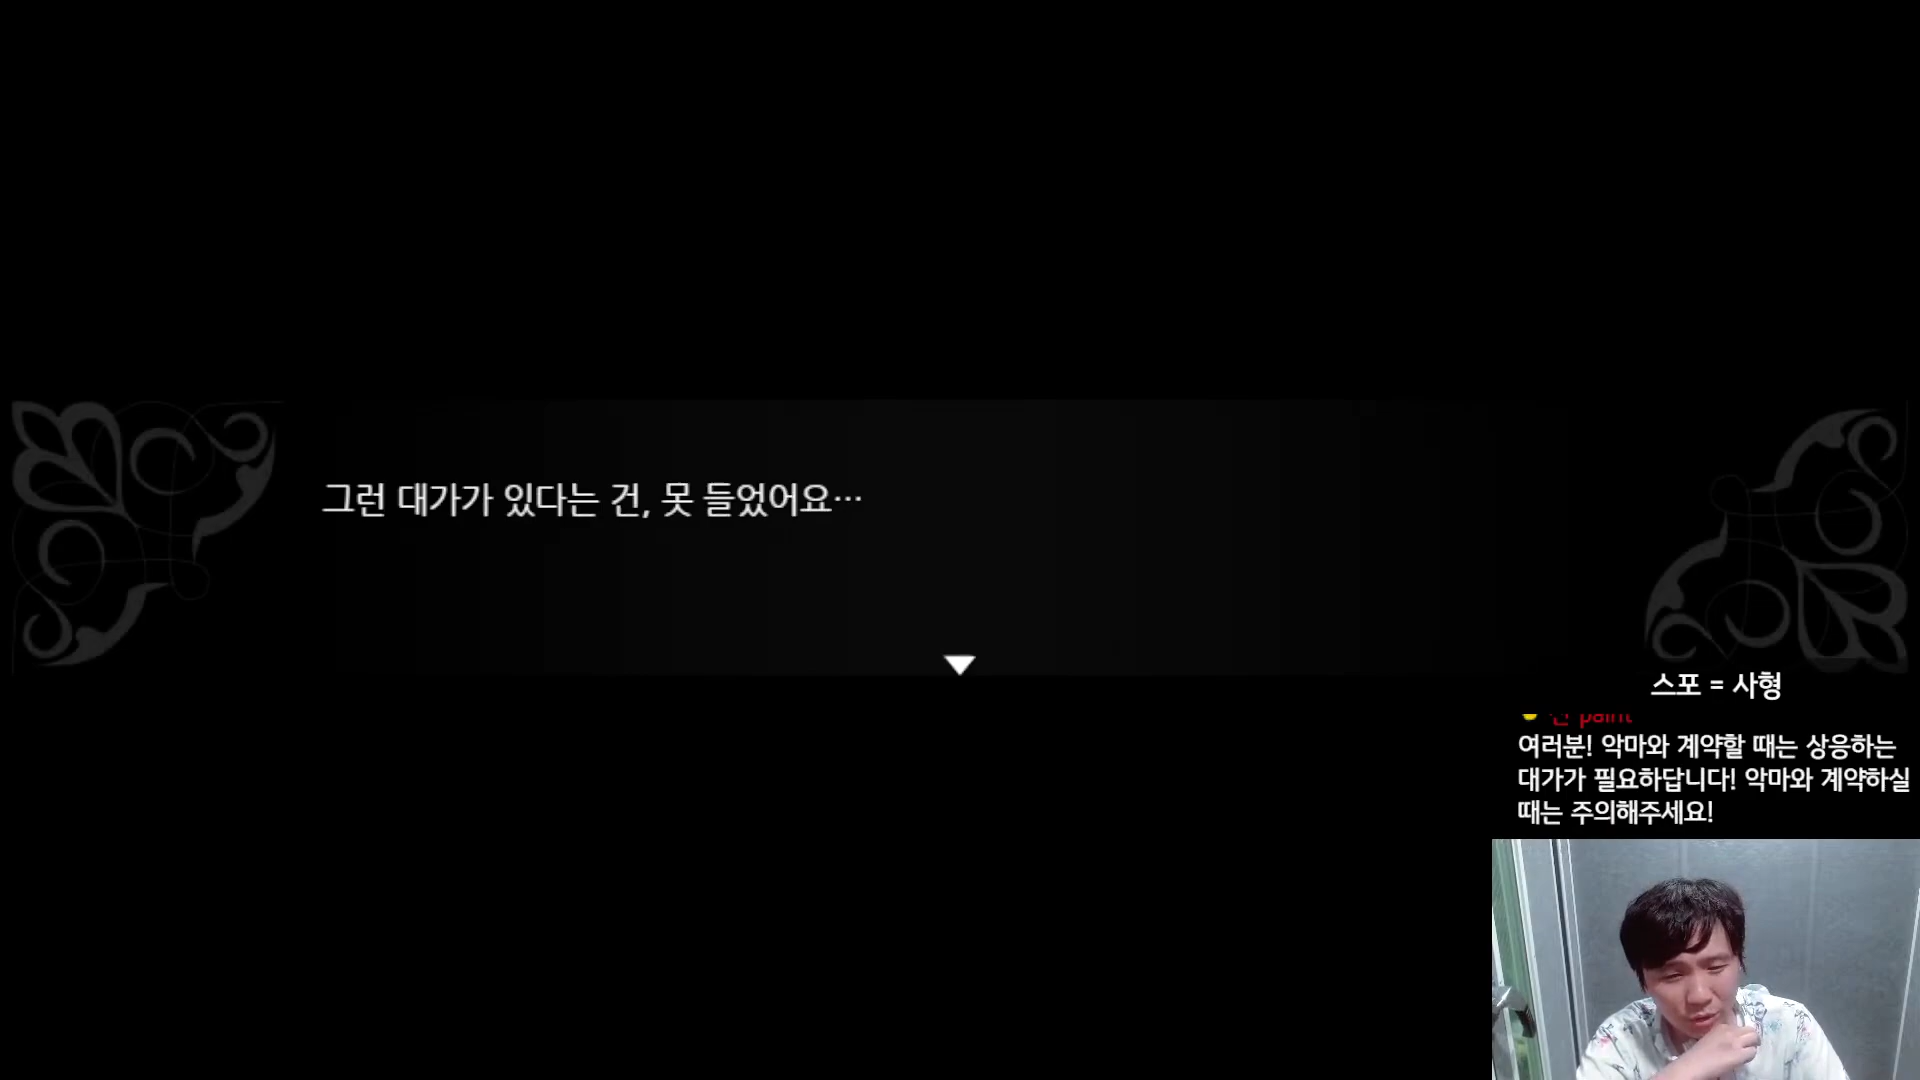 그런 대가가 있다는 건, 못 들었어요…
스포 = 사형
paint
여러분! 악마와 계약할 때는 상응하는
대가가 필요하답니다! 악마와 계약하실
때는 주의해주세요!